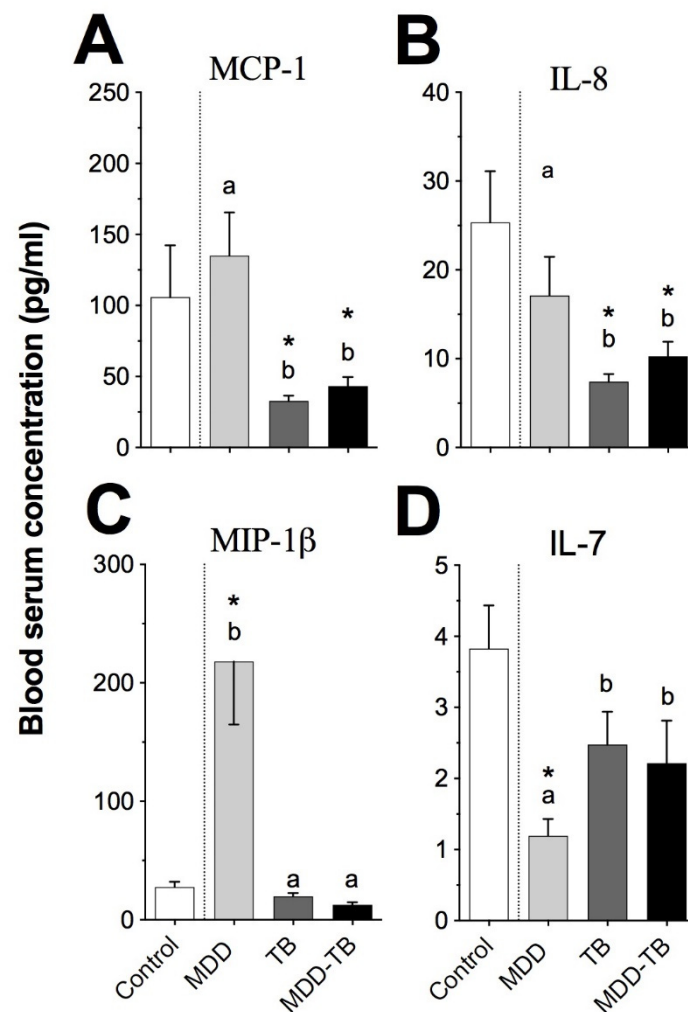 A
MCP-1
250
200
150
100
50
0
a
*
b
*
b
B
IL-8
40
30
20
10
0
a
*
b
*
b
Blood serum concentration (pg/ml)
C
MIP-1β
300
200
100
0
*
b
a
a
Control
MDD
TB
MDD-TB
D
IL-7
5
4
3
2
1
0
*
a
b
b
Control
MDD
TB
MDD-TB